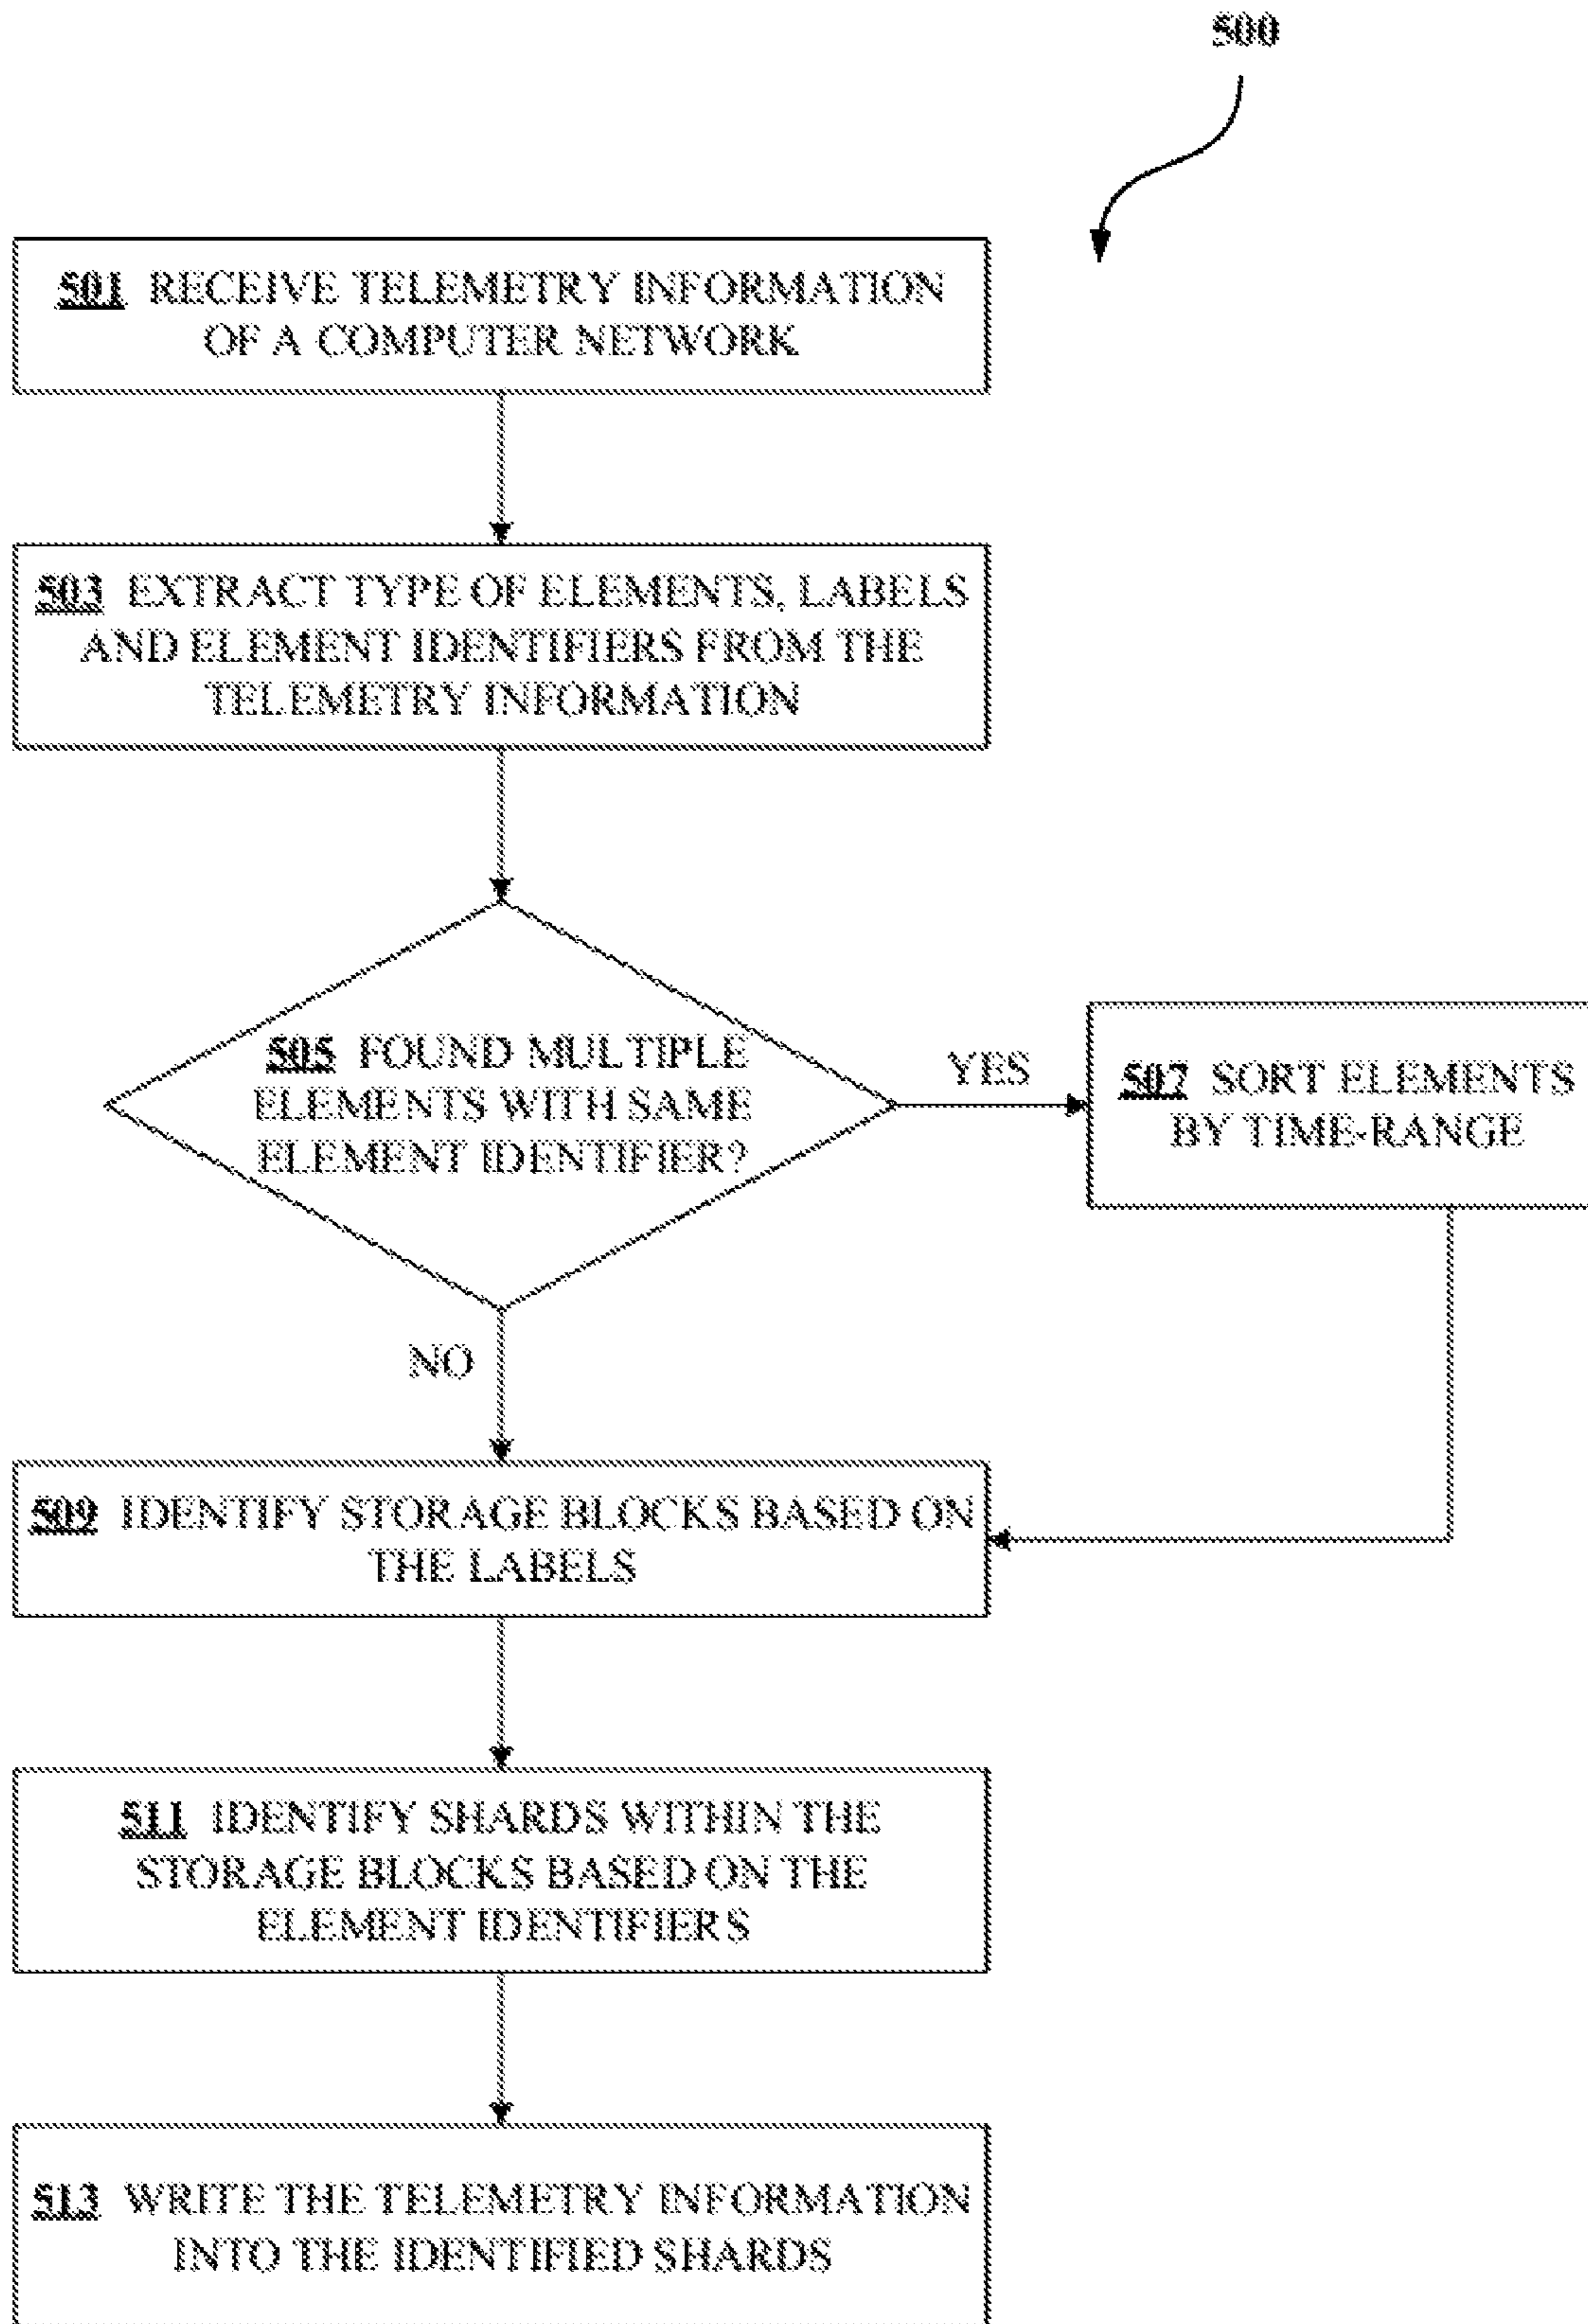 500
501 RECEIVE TELEMETRY INFORMATION
OF A COMPUTER NETWORK
503 EXTRACT TYPE OF ELEMENTS, LABELS
AND ELEMENT IDENTIFIERS FROM THE
TELEMETRY INFORMATION
505 FOUND MULTIPLE
ELEMENTS WITH SAME
ELEMENT IDENTIFIER?
YES
507 SORT ELEMENTS
BY TIME-RANGE
NO
509 IDENTIFY STORAGE BLOCKS BASED ON
THE LABELS
511 IDENTIFY SHARDS WITHIN THE
STORAGE BLOCKS BASED ON THE
ELEMENT IDENTIFIERS
513 WRITE THE TELEMETRY INFORMATION
INTO THE IDENTIFIED SHARDS